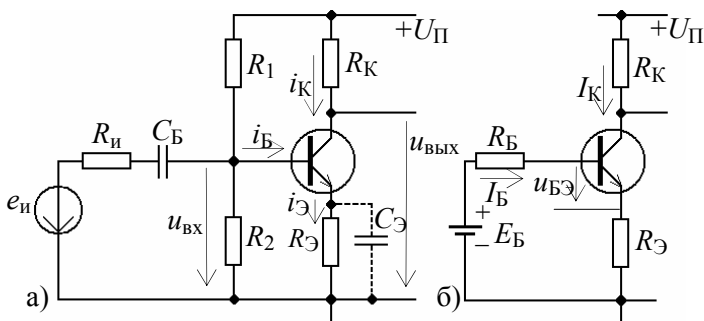 +UП
+UП
R1
RК
iК
RК
IК
Rи
CБ
iБ
uвых
RБ
eи
uвх
R2
iЭ
RЭ
CЭ
IБ
uБЭ
+
−
EБ
RЭ
а)
б)